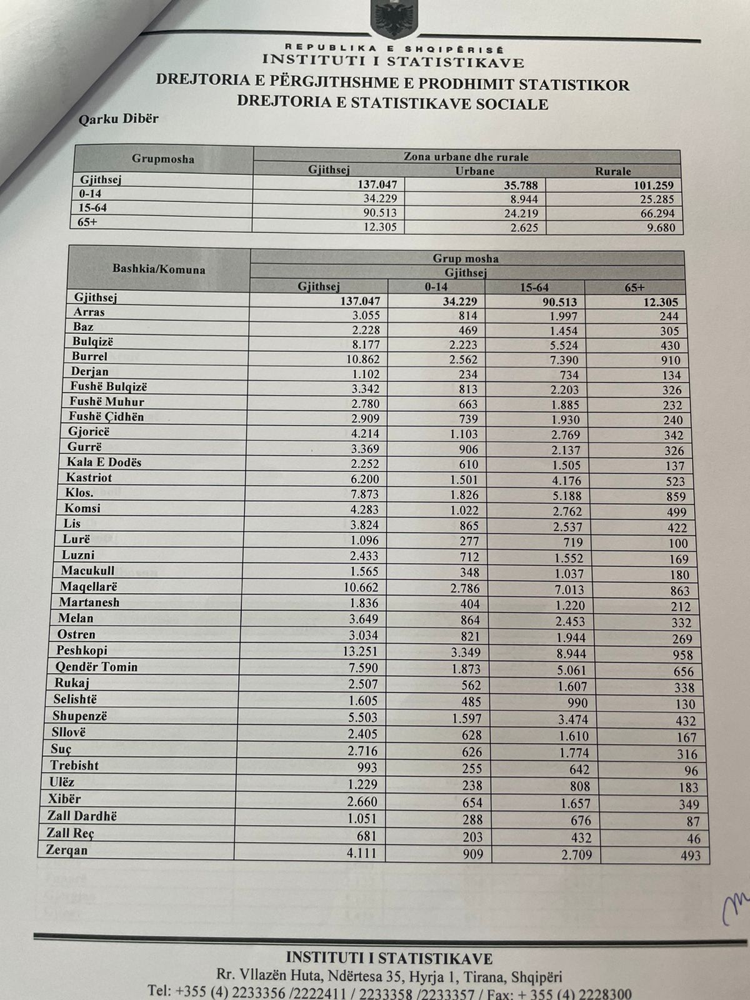 REPUBLIKA E SHQIPËRISË
INSTITUTI I STATISTIKAVE
DREJTORIA E PËRGJITHSHME E PRODHIMIT STATISTIKOR
DREJTORIA E STATISTIKAVE SOCIALE
Qarku Dibër
Grupmosha Zona urbane dhe rurale
Gjithsej Urbane Rurale
Gjithsej 137.047 35.788 101.259
0-14 34.229 8.944 25.285
15-64 90.513 24.219 66.294
65+ 12.305 2.625 9.680
Bashkia/Komuna Grup mosha
Gjithsej
Gjithsej 0-14 15-64 65+
Gjithsej 137.047 34.229 90.513 12.305
Arras 3.055 814 1.997 244
Baz 2.228 469 1.454 305
Bulqizë 8.177 2.223 5.524 430
Burrel 10.862 2.562 7.390 910
Derjan 1.102 234 734 134
Fushë Bulqizë 3.342 813 2.203 326
Fushë Muhur 2.780 663 1.885 232
Fushë Çidhën 2.909 739 1.930 240
Gjoricë 4.214 1.103 2.769 342
Gurrë 3.369 906 2.137 326
Kala E Dodës 2.252 610 1.505 137
Kastriot 6.200 1.501 4.176 523
Klos. 7.873 1.826 5.188 859
Komsi 4.283 1.022 2.762 499
Lis 3.824 865 2.537 422
Lurë 1.096 277 719 100
Luzni 2.433 712 1.552 169
Macukull 1.565 348 1.037 180
Maqellarë 10.662 2.786 7.013 863
Martanesh 1.836 404 1.220 212
Melan 3.649 864 2.453 332
Ostren 3.034 821 1.944 269
Peshkopi 13.251 3.349 8.944 958
Qendër Tomin 7.590 1.873 5.061 656
Rukaj 2.507 562 1.607 338
Selishtë 1.605 485 990 130
Shupenzë 5.503 1.597 3.474 432
Sllovë 2.405 628 1.610 167
Suç 2.716 626 1.774 316
Trebisht 993 255 642 96
Ulëz 1.229 238 808 183
Xibër 2.660 654 1.657 349
Zall Dardhë 1.051 288 676 87
Zall Reç 681 203 432 46
Zerqan 4.111 909 2.709 493
INSTITUTI I STATISTIKAVE
Rr. Vllazën Huta, Ndërtesa 35, Hyrja 1, Tirana, Shqipëri
Tel: +355 (4) 2233356 /2222411 / 2233358 /2233357 / Fax: + 355 (4) 2228300